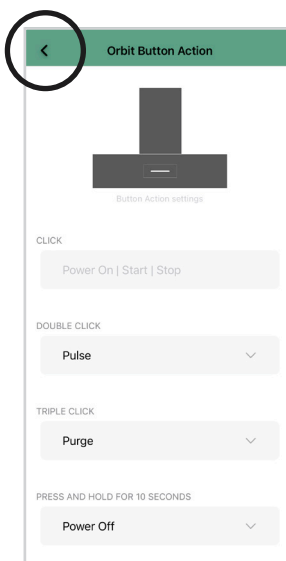 Orbit Button Action
Button Action settings
CLICK
Power On | Start | Stop
DOUBLE CLICK
Pulse
TRIPLE CLICK
Purge
PRESS AND HOLD FOR 10 SECONDS
Power Off